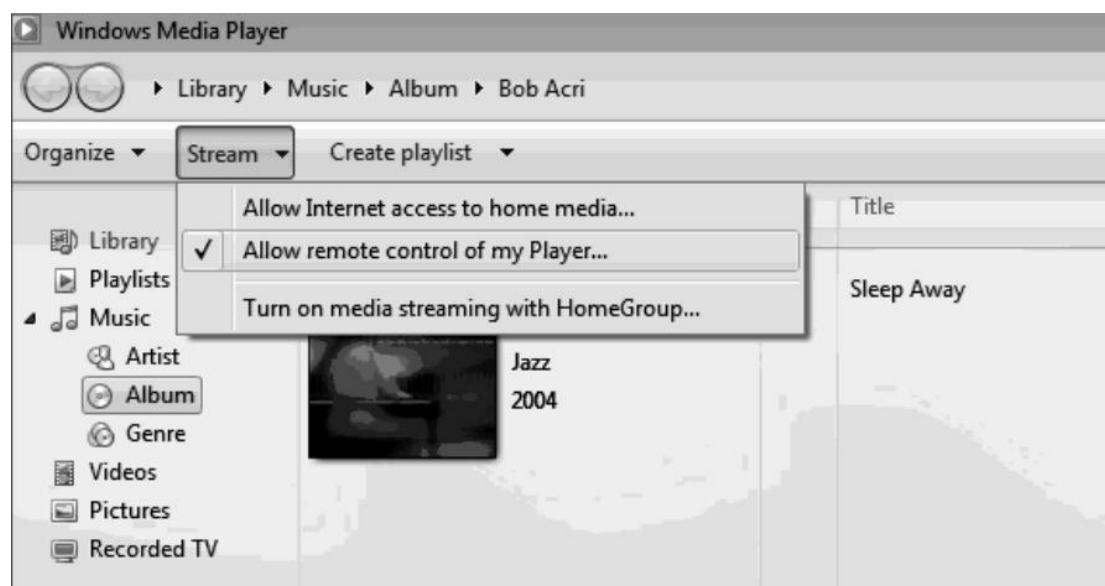 Windows Media Player
Library Music Album Bob Acri
Organize Stream Create playlist
Allow Internet access to home media...
Title
Library
Allow remote control of my Player...
Playlists
Sleep Away
Music
Turn on media streaming with HomeGroup...
Artist
Jazz
Album
2004
Genre
Videos
Pictures
Recorded TV